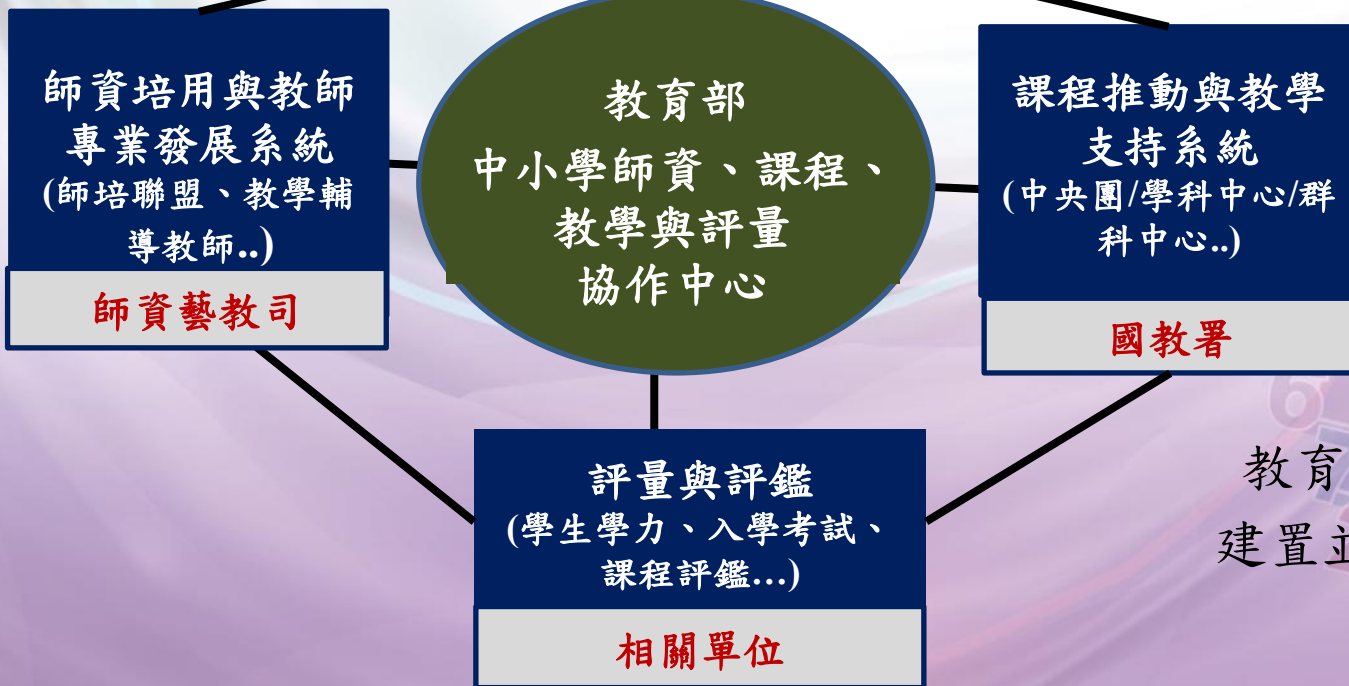 師資培用與教師
專業發展系統
(師培聯盟、教學輔
導教師..)
師資藝教司
教育部
中小學師資、課程、
教學與評量
協作中心
課程推動與教學
支持系統
(中央團/學科中心/群
科中心..)
國教署
評量與評鑑
(學生學力、入學考試、
課程評鑑...)
相關單位
教育
建置並